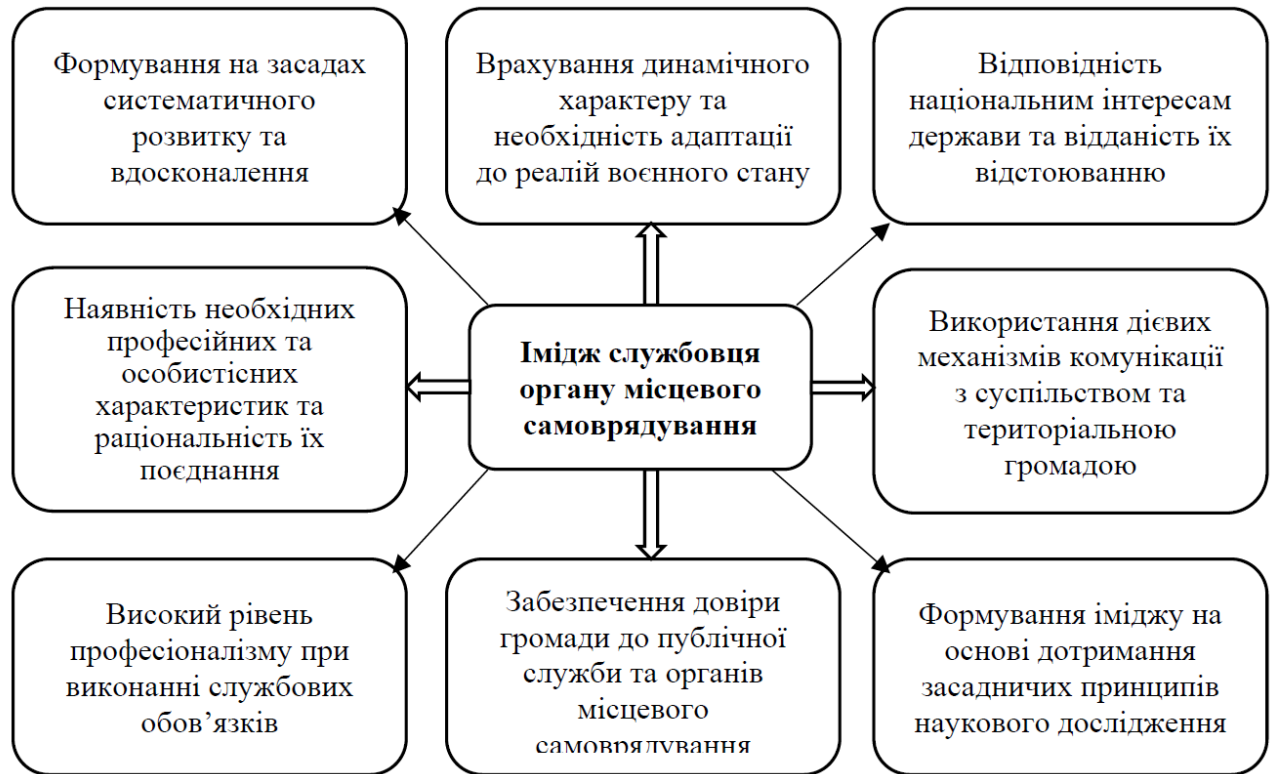 Формування на засадах
систематичного
розвитку та
вдосконалення
Врахування динамічного
характеру та
необхідність адаптації
до реалій воєнного стану
Відповідність
національним інтересам
держави та відданість їх
відстоюванню
Наявність необхідних
професійних та
особистісних
характеристик та
раціональність їх
поєднання
Імідж службовця
органу місцевого
самоврядування
Використання дієвих
механізмів комунікації
з суспільством та
територіальною
громадою
Високий рівень
професіоналізму при
виконанні службових
обов’язків
Забезпечення довіри
громади до публічної
служби та органів
місцевого
самоврядування
Формування іміджу на
основі дотримання
засадничих принципів
наукового дослідження